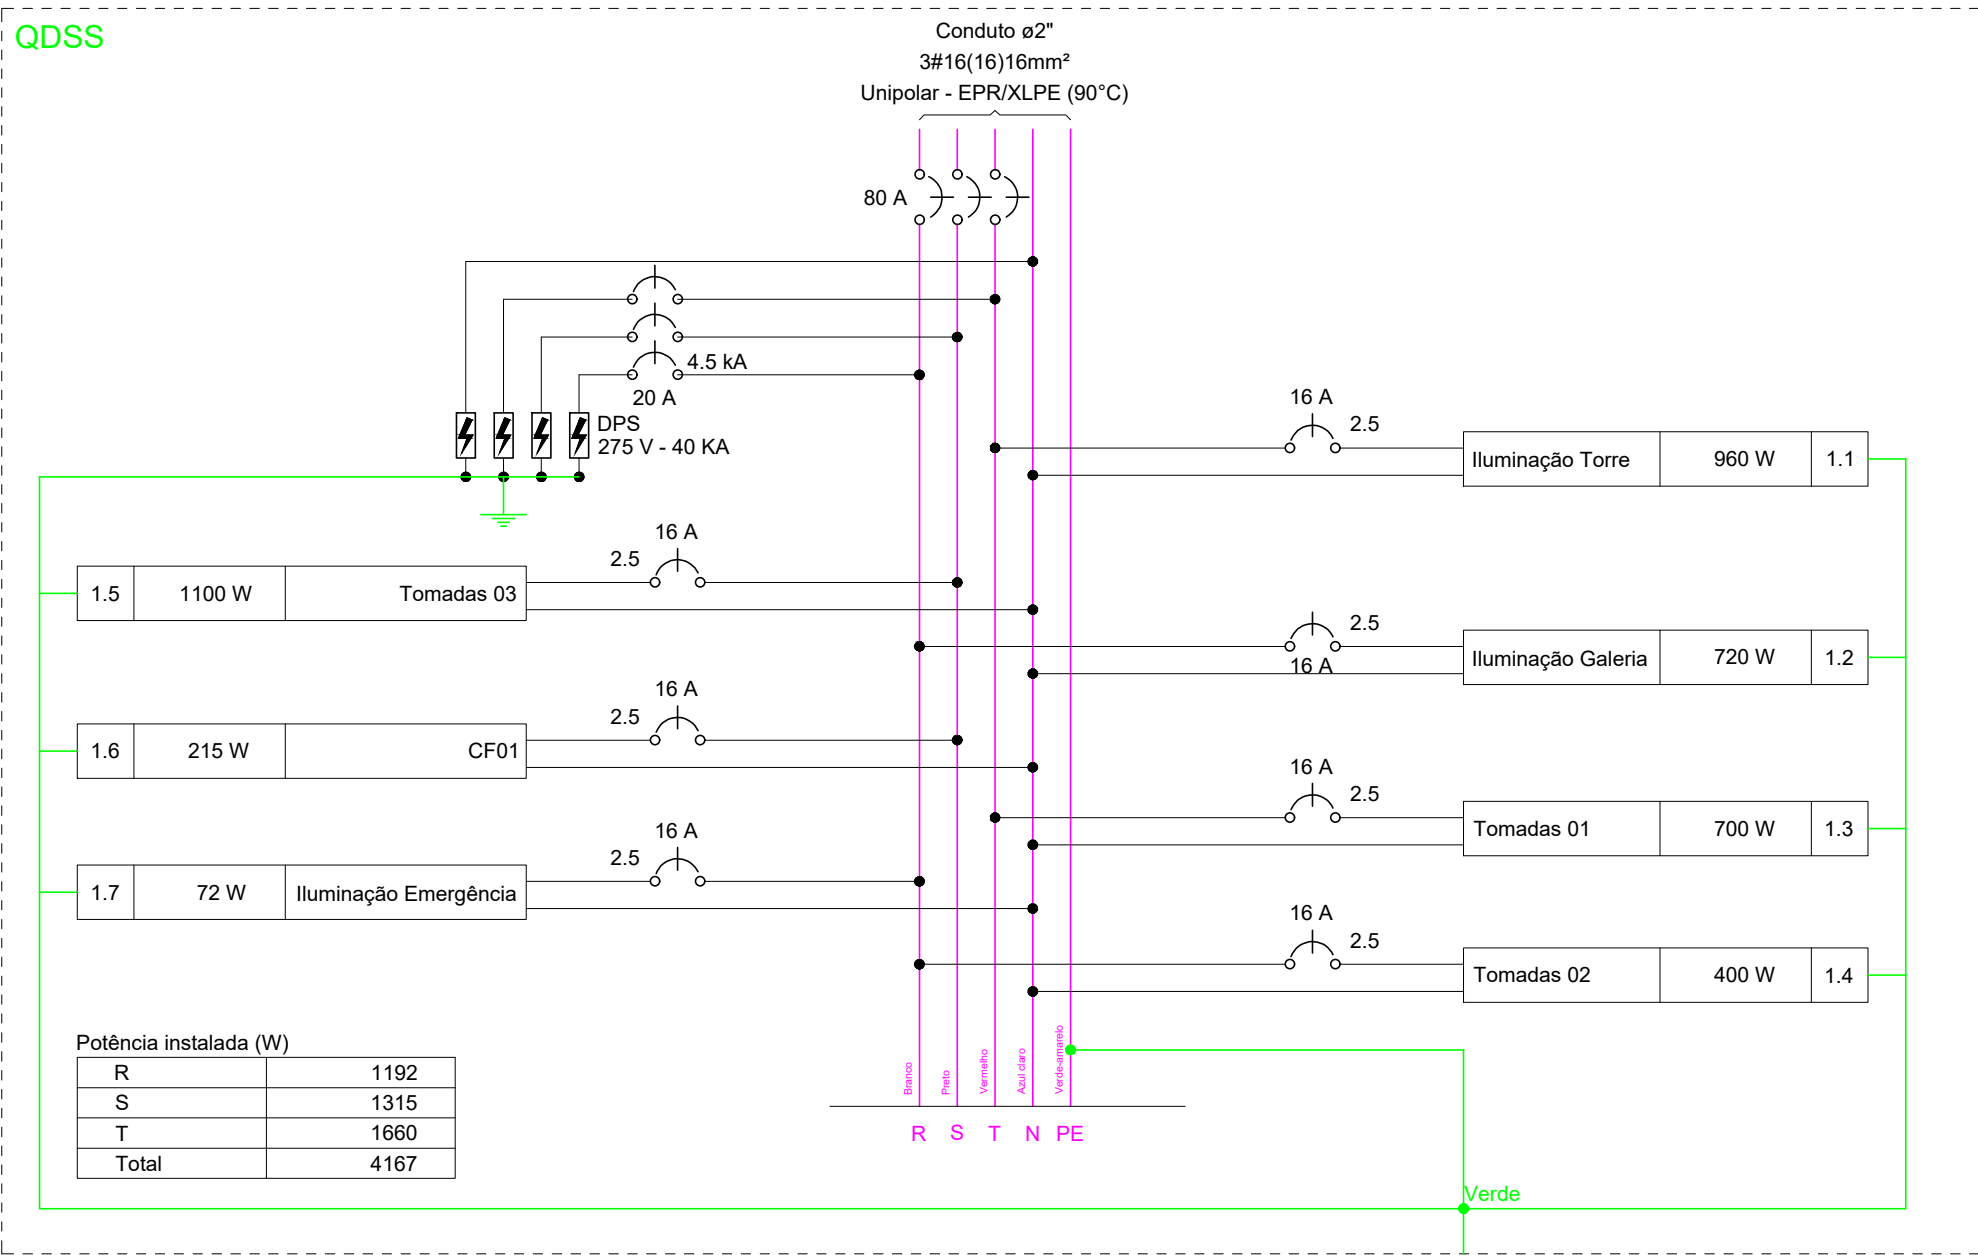 QDSS
Conduto ø2"
3#16(16)16mm²
Unipolar - EPR/XLPE (90°C)
80 A
4.5 kA
20 A
DPS
275 V - 40 KA
16 A
2.5
Iluminação Torre 960 W 1.1
16 A
2.5
1.5 1100 W Tomadas 03
2.5
16 A
Iluminação Galeria 720 W 1.2
16 A
2.5
1.6 215 W CF01
16 A
2.5
Tomadas 01 700 W 1.3
16 A
2.5
1.7 72 W Iluminação Emergência
16 A
2.5
Tomadas 02 400 W 1.4
Potência instalada (W)
R 1192
S 1315
T 1660
Total 4167
Branco
Preto
Vermelho
Azul claro
Verde-amarelo
R S T N PE
Verde